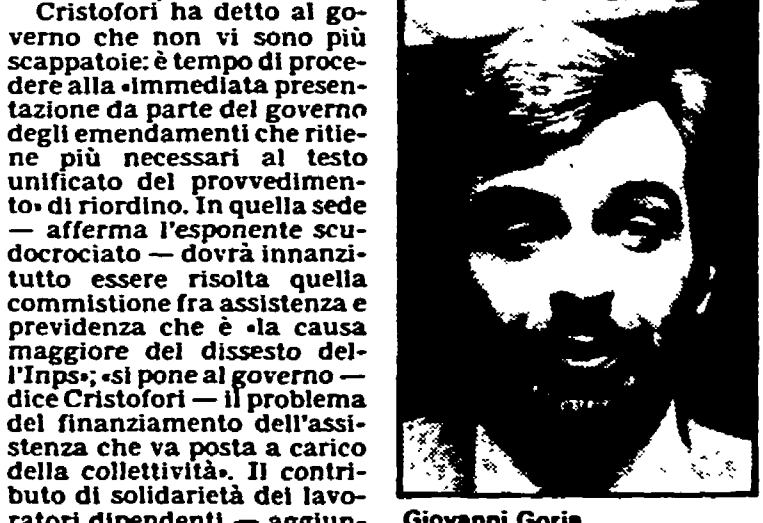 Cristofori ha detto al go-
verno che non vi sono più
scappatoie: è tempo di proce-
dere alla «immediata presen-
tazione da parte del governo
degli emendamenti che ritie-
ne più necessari al testo
unificato del provvedimen-
to» di riordino. In quella sede
— afferma l'esponente scu-
docrociato — dovrà innanzi-
tutto essere risolta quella
commistione fra assistenza e
previdenza che è «la causa
maggiore del dissesto del-
l'Inps»; «si pone al governo —
dice Cristofori — il problema
del finanziamento dell'assi-
stenza che va posta a carico
della collettività». Il contri-
buto di solidarietà dei lavo-
ratori dipendenti — aggiun-
Giovanni Goria